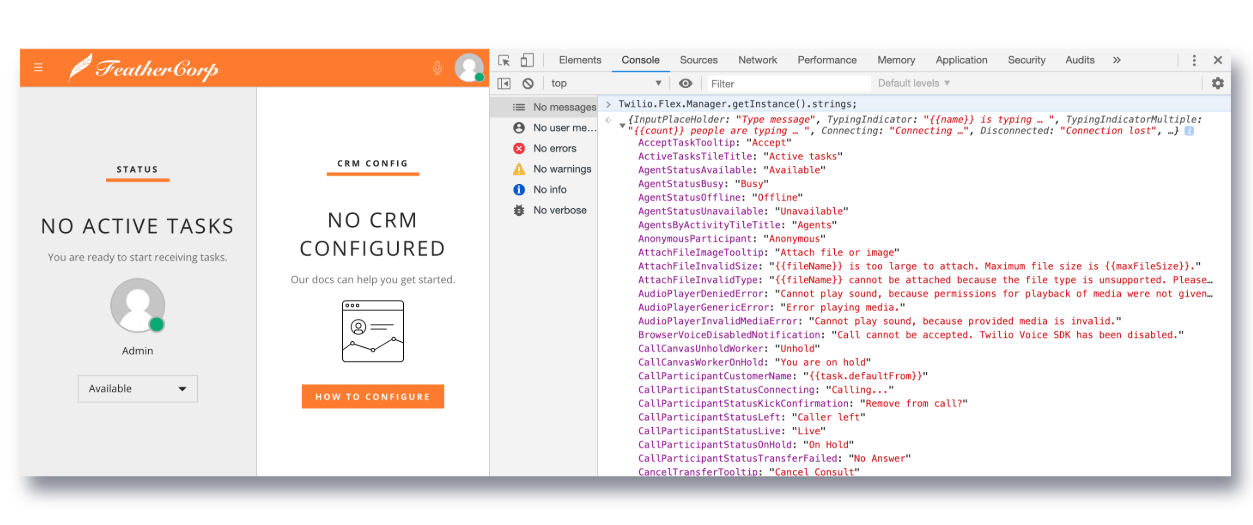 FeatherCorp
STATUS
NO ACTIVE TASKS
You are ready to start receiving tasks.
Admin
Available
CRM CONFIG
NO CRM
CONFIGURED
Our docs can help you get started.
HOW TO CONFIGURE
Elements Console Sources Network Performance Memory Application Security Audits »
top Filter Default levels ▼
No messages
No user me...
No errors
No warnings
No info
No verbose
> Twilio.Flex.Manager.getInstance().strings;
{InputPlaceHolder: "Type message", TypingIndicator: "{{name}} is typing … ", TypingIndicatorMultiple:
"{{count}} people are typing … ", Connecting: "Connecting …", Disconnected: "Connection lost", …}
AcceptTaskTooltip: "Accept"
ActiveTasksTileTitle: "Active tasks"
AgentStatusAvailable: "Available"
AgentStatusBusy: "Busy"
AgentStatusOffline: "Offline"
AgentStatusUnavailable: "Unavailable"
AgentsByActivityTileTitle: "Agents"
AnonymousParticipant: "Anonymous"
AttachFileImageTooltip: "Attach file or image"
AttachFileInvalidSize: "{{fileName}} is too large to attach. Maximum file size is {{maxFileSize}}."
AttachFileInvalidType: "{{fileName}} cannot be attached because the file type is unsupported. Please…
AudioPlayerDeniedError: "Cannot play sound, because permissions for playback of media were not given…
AudioPlayerGenericError: "Error playing media."
AudioPlayerInvalidMediaError: "Cannot play sound, because provided media is invalid."
BrowserVoiceDisabledNotification: "Call cannot be accepted. Twilio Voice SDK has been disabled."
CallCanvasUnholdWorker: "Unhold"
CallCanvasWorkerOnHold: "You are on hold"
CallParticipantCustomerName: "{{task.defaultFrom}}"
CallParticipantStatusConnecting: "Calling..."
CallParticipantStatusKickConfirmation: "Remove from call?"
CallParticipantStatusLeft: "Caller left"
CallParticipantStatusLive: "Live"
CallParticipantStatusOnHold: "On Hold"
CallParticipantStatusTransferFailed: "No Answer"
CancelTransferTooltip: "Cancel Consult"